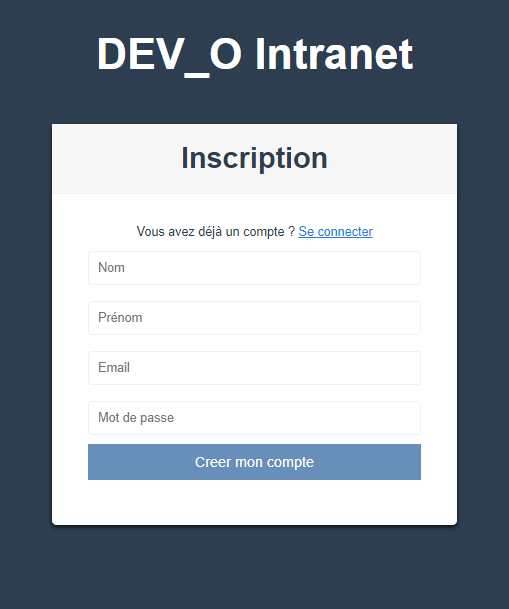 DEV_O Intranet
Inscription
Vous avez déjà un compte ? Se connecter
Nom
Prénom
Email
Mot de passe
Creer mon compte